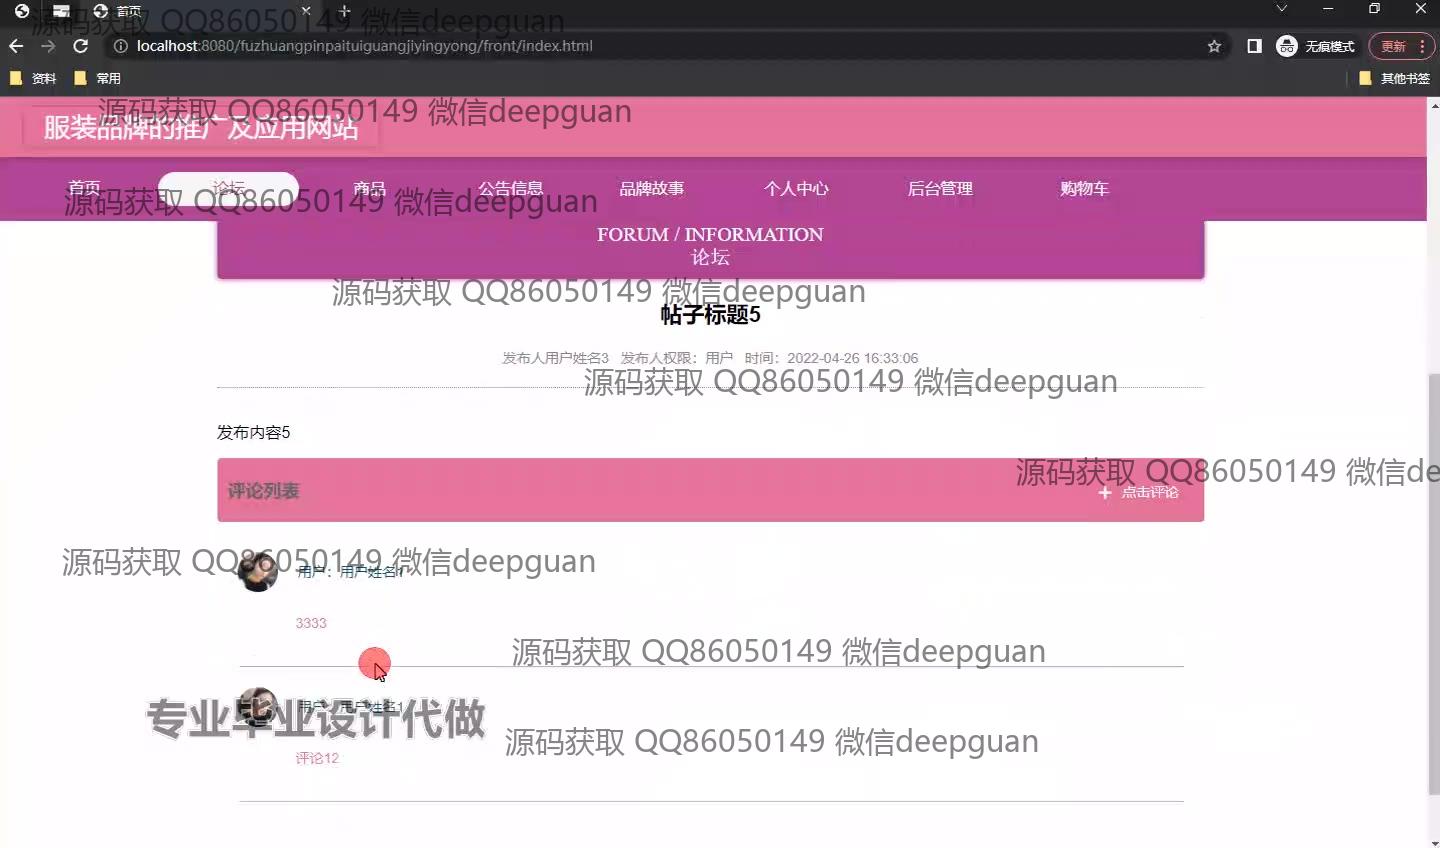 首页
源码获取 QQ86050149 微信deepguan
localhost:8080/fuzhuangpinpaituiguangjiyingyong/front/index.html
无痕模式
更新
资料
常用
其他书签
源码获取 QQ86050149 微信deepguan
服装品牌的推广及应用网站
首页
论坛
商品
公告信息
品牌故事
个人中心
后台管理
购物车
源码获取 QQ86050149 微信deepguan
FORUM / INFORMATION
论坛
源码获取 QQ86050149 微信deepguan
帖子标题5
发布人用户姓名3 发布人权限：用户 时间：2022-04-26 16:33:06
源码获取 QQ86050149 微信deepguan
发布内容5
源码获取 QQ86050149 微信de
评论列表
点击评论
源码获取 QQ86050149 微信deepguan
用户：用户姓名1
3333
源码获取 QQ86050149 微信deepguan
用户：用户姓名1
专业毕业设计代做
源码获取 QQ86050149 微信deepguan
评论12